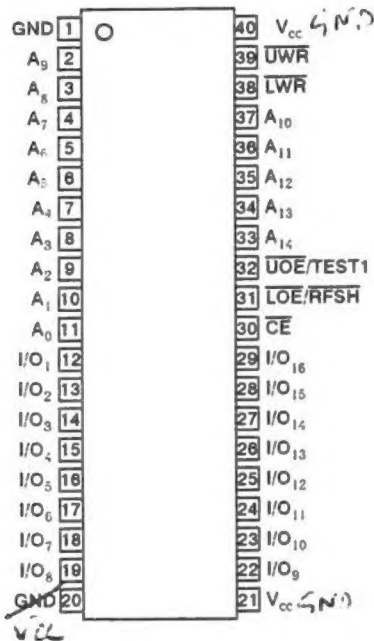 GND 1 40 Vcc GND
A9 2 39 UWR
A8 3 38 LWR
A7 4 37 A10
A6 5 36 A11
A5 6 35 A12
A4 7 34 A13
A3 8 33 A14
A2 9 32 UOE/TEST1
A1 10 31 LOE/RFSH
A0 11 30 CE
I/O1 12 29 I/O16
I/O2 13 28 I/O15
I/O3 14 27 I/O14
I/O4 15 26 I/O13
I/O5 16 25 I/O12
I/O6 17 24 I/O11
I/O7 18 23 I/O10
I/O8 19 22 I/O9
GND 20 21 Vcc GND
Vcc